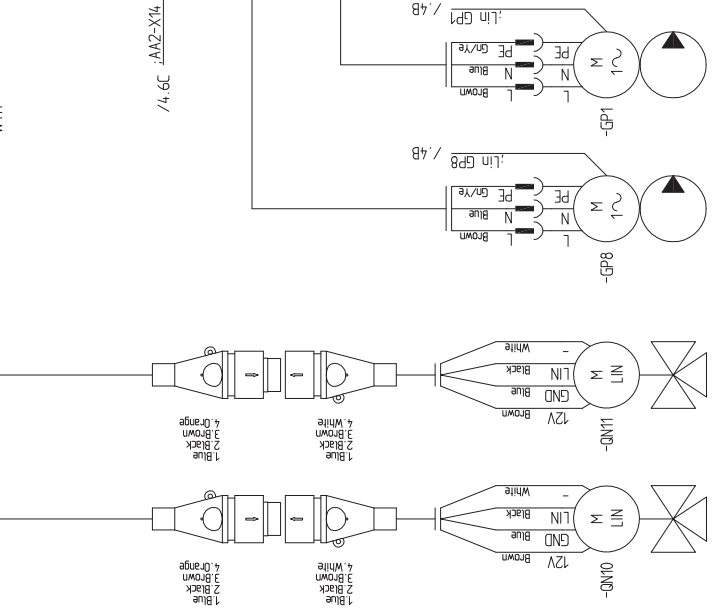 /4.6C ;AA2-X14
;Lin GP1 /.4B
Gn/Ye PE PE
Blue N N
Brown L L
M
1~
-GP1
;Lin GP8 /.4B
Gn/Ye PE PE
Blue N N
Brown L L
M
1~
-GP8
White -
Black LIN
Blue GND
Brown 12V
M
LIN
-QN11
1.Blue
2.Black
3.Brown
4.Orange
1.Blue
2.Black
3.Brown
4.White
White -
Black LIN
Blue GND
Brown 12V
M
LIN
-QN10
1.Blue
2.Black
3.Brown
4.Orange
1.Blue
2.Black
3.Brown
4.White